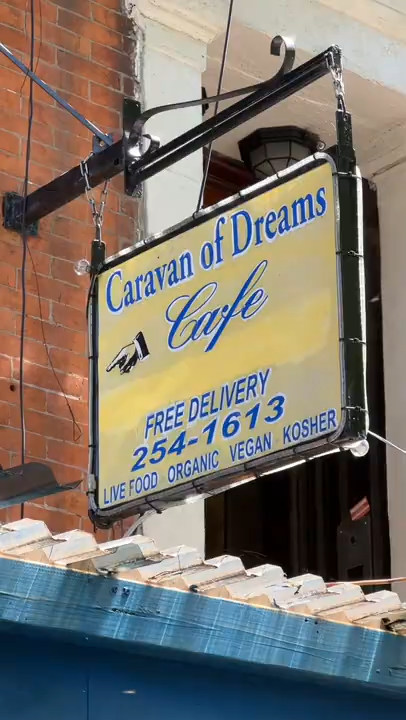 Caravan of Dreams
Cafe
FREE DELIVERY
254-1613
LIVE FOOD ORGANIC VEGAN KOSHER